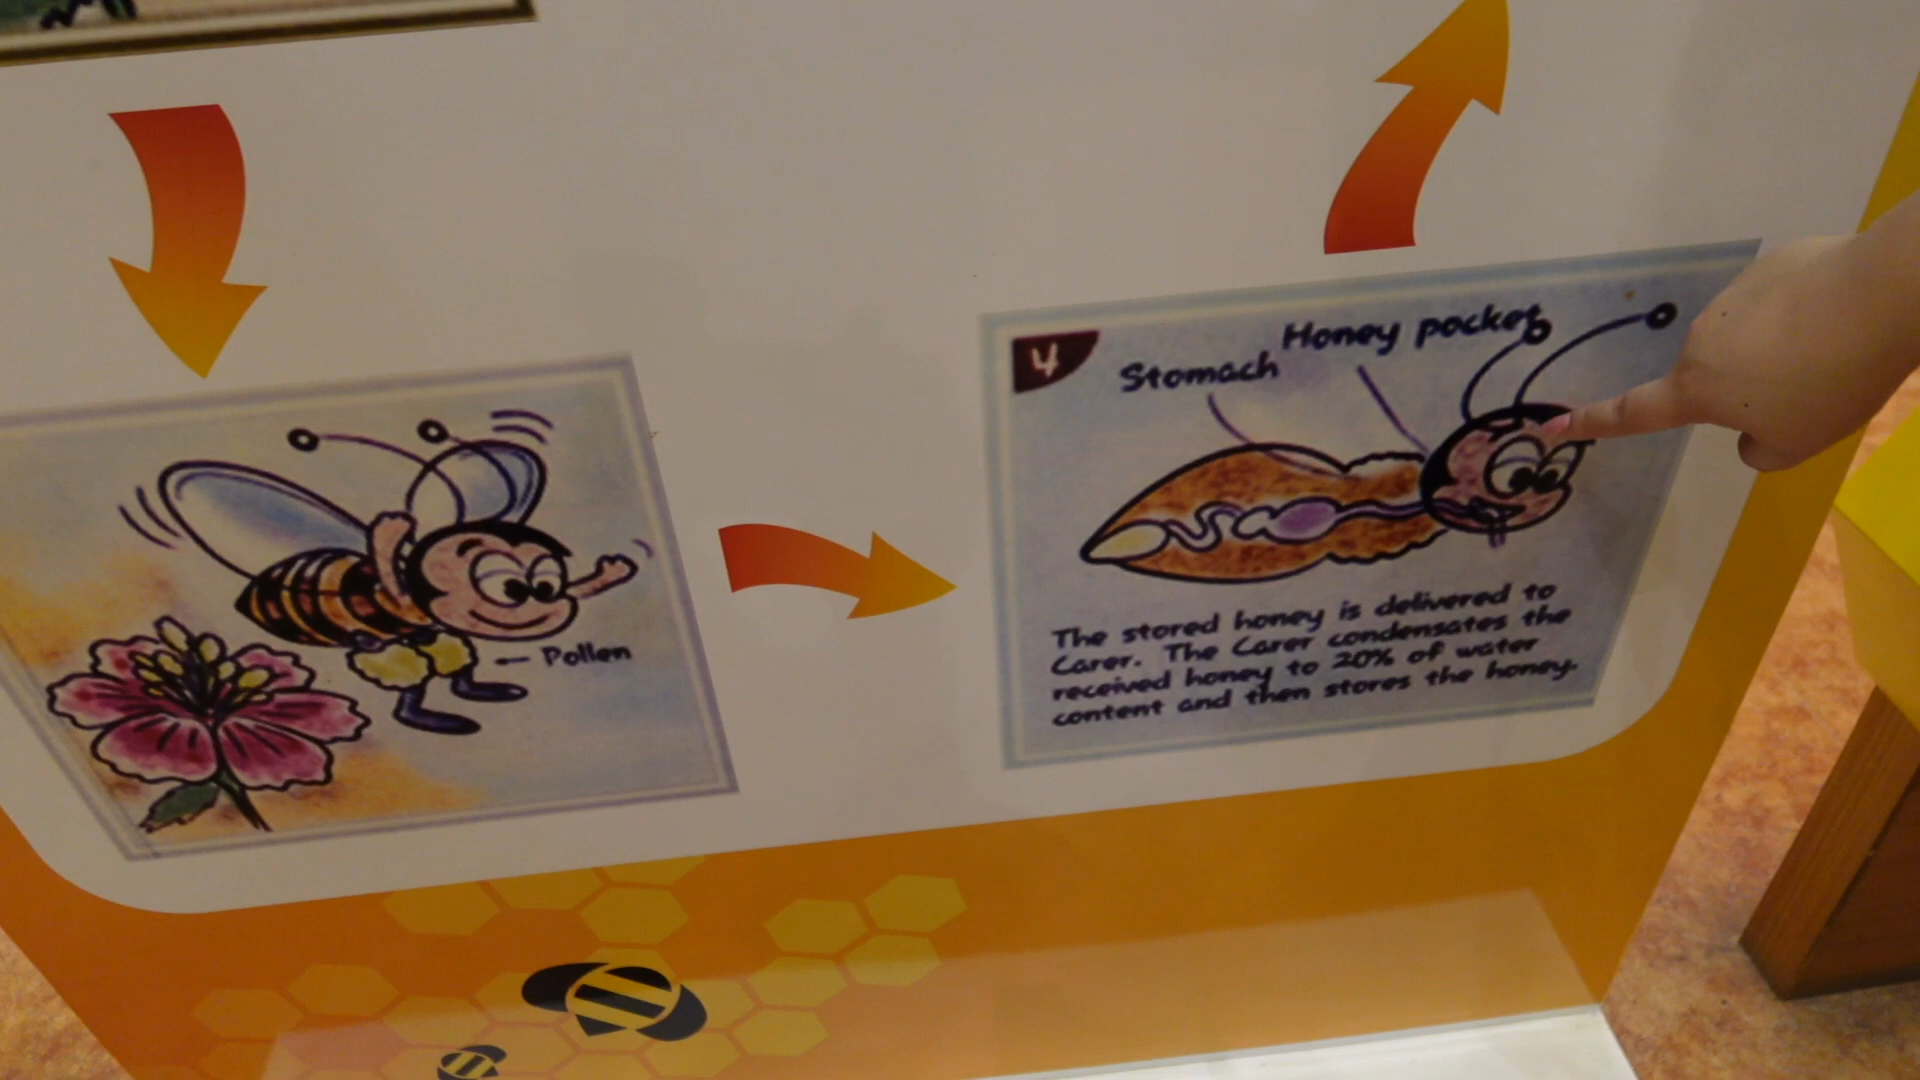 Pollen
4
Honey pocket
Stomach
The stored honey is delivered to
Carer. The Carer condensates the
received honey to 20% of water
content and then stores the honey.